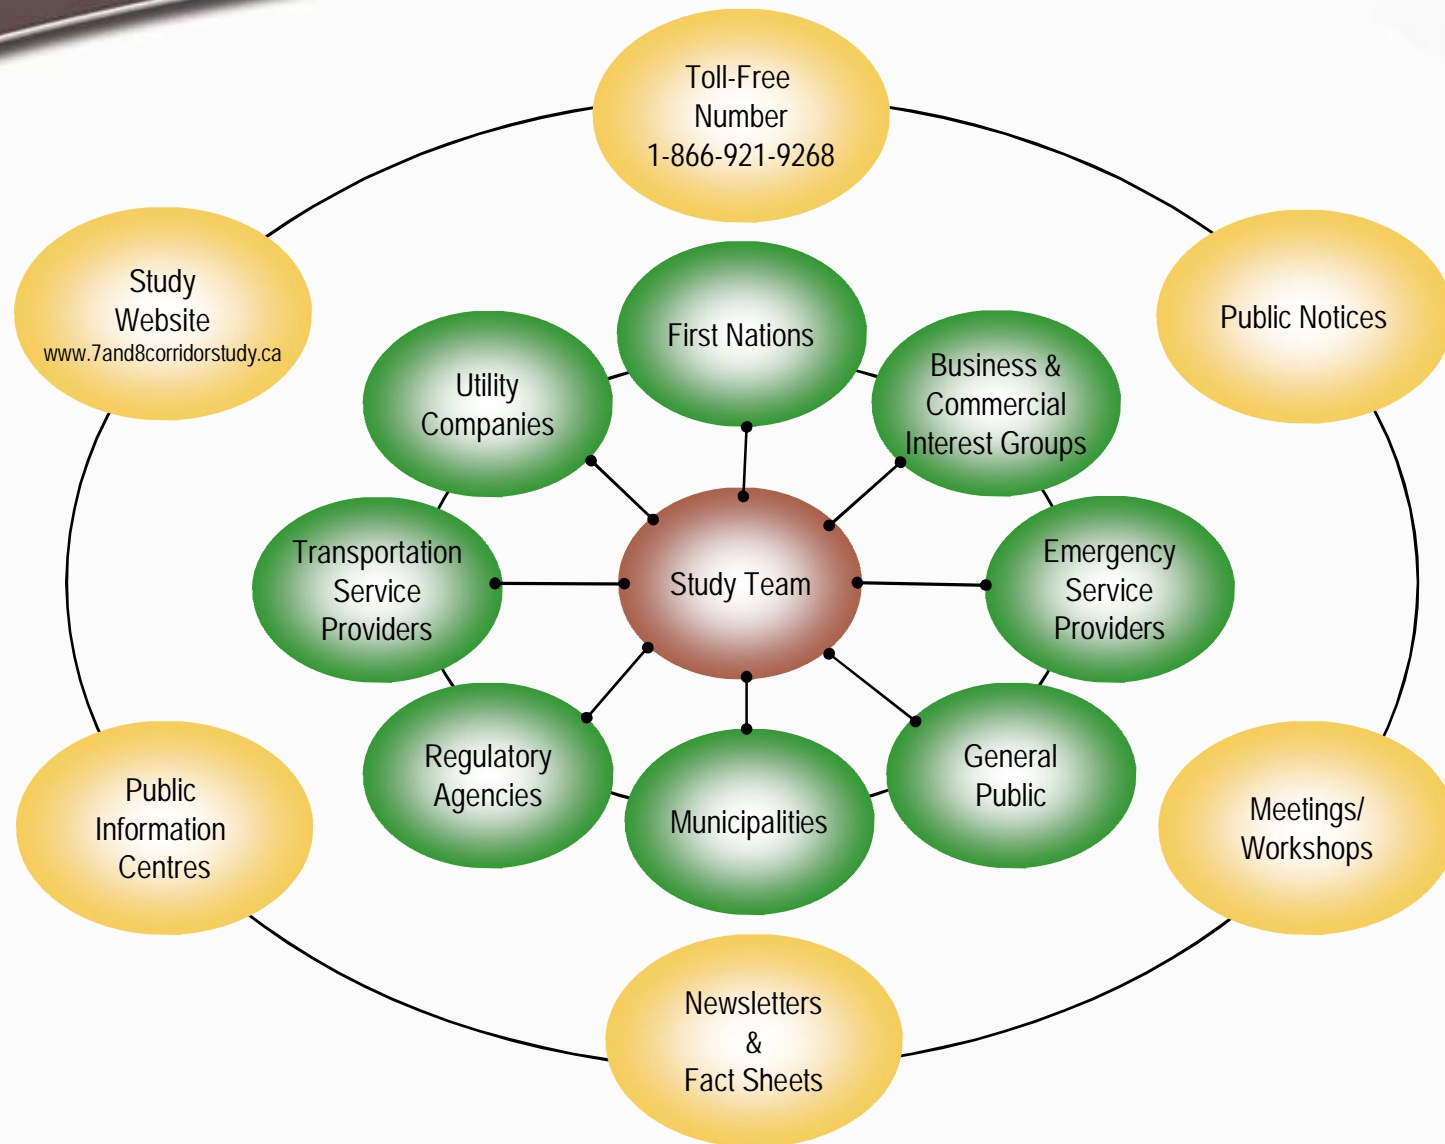 Toll-Free
Number
1-866-921-9268
Study
Website
www.7and8corridorstudy.ca
Public Notices
First Nations
Utility
Companies
Business &
Commercial
Interest Groups
Transportation
Service
Providers
Study Team
Emergency
Service
Providers
Regulatory
Agencies
Municipalities
General
Public
Public
Information
Centres
Meetings/
Workshops
Newsletters
&
Fact Sheets